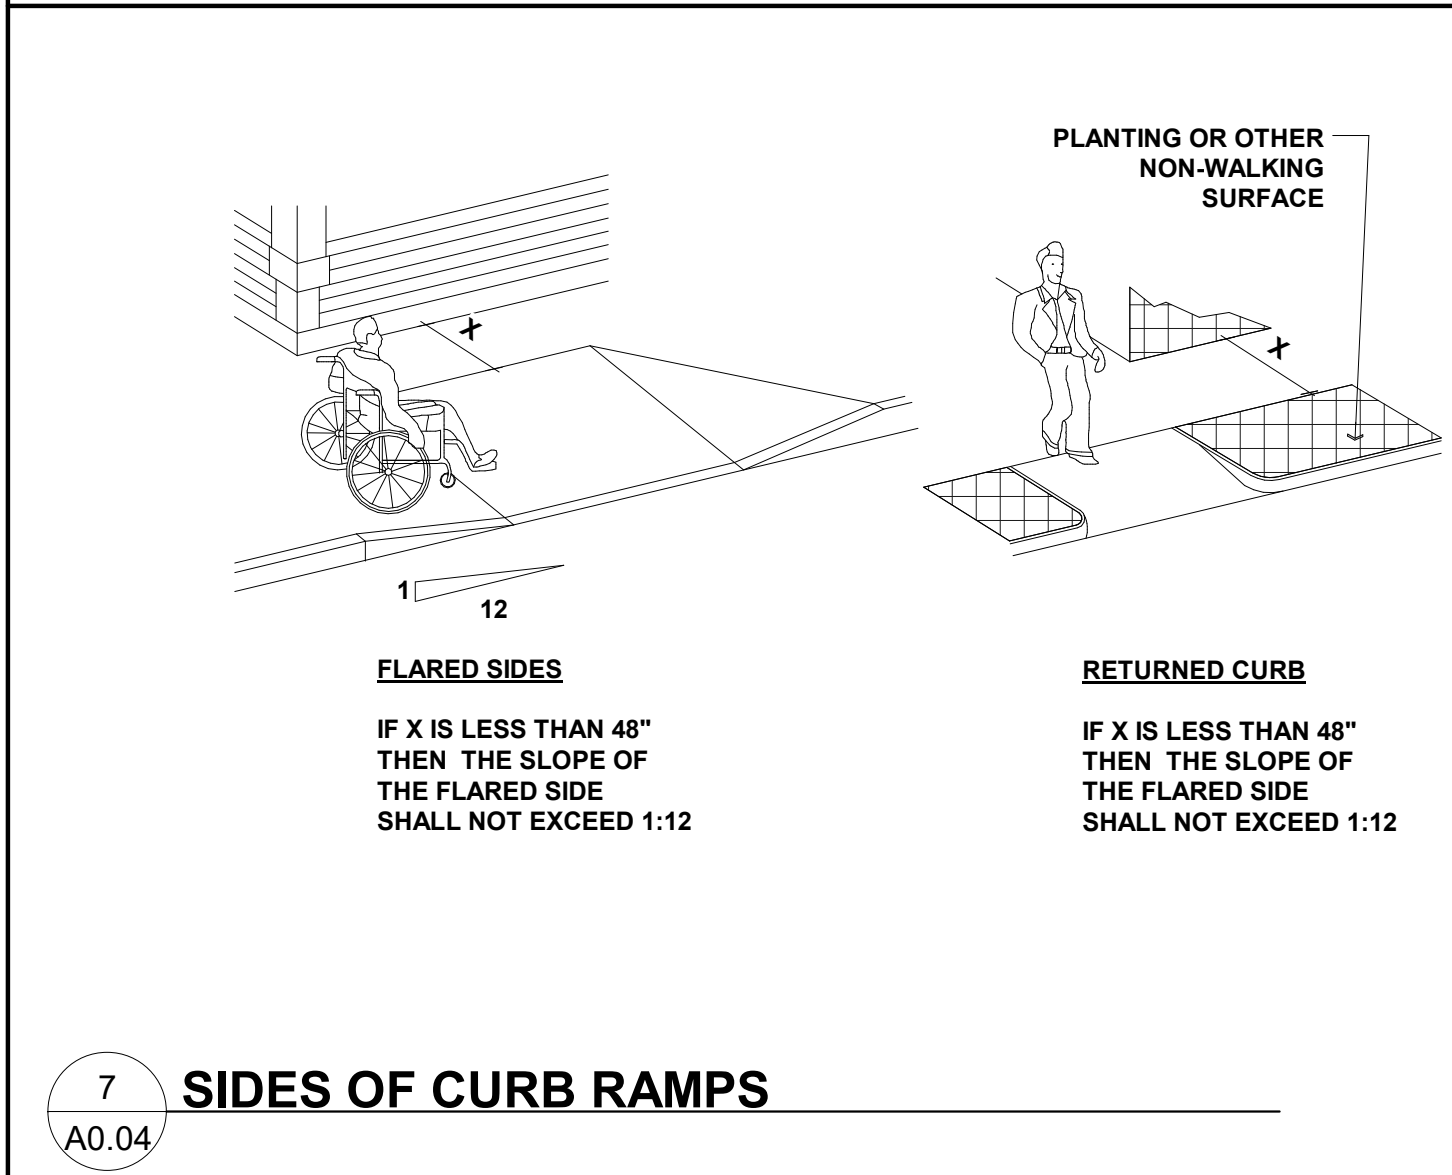 PLANTING OR OTHER
NON-WALKING
SURFACE
X
X
1
12
FLARED SIDES
IF X IS LESS THAN 48"
THEN THE SLOPE OF
THE FLARED SIDE
SHALL NOT EXCEED 1:12
RETURNED CURB
IF X IS LESS THAN 48"
THEN THE SLOPE OF
THE FLARED SIDE
SHALL NOT EXCEED 1:12
7
A0.04
SIDES OF CURB RAMPS